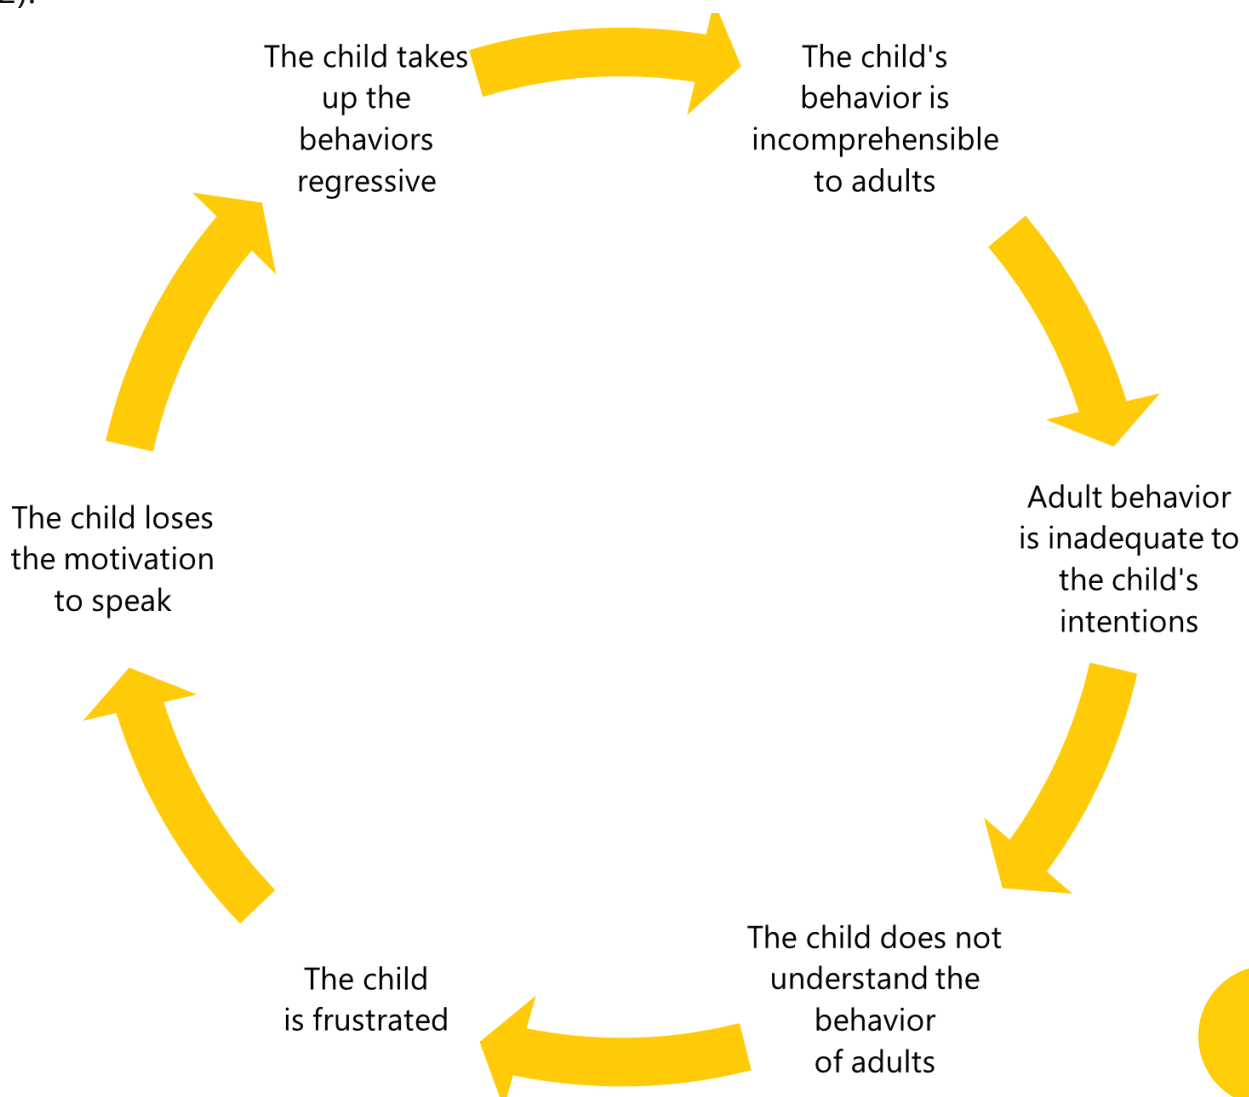 2).
The child takes
up the
behaviors
regressive
The child's
behavior is
incomprehensible
to adults
Adult behavior
is inadequate to
the child's
intentions
The child does not
understand the
behavior
of adults
The child
is frustrated
The child loses
the motivation
to speak